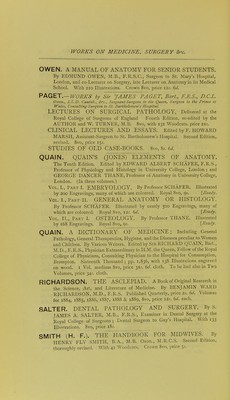 WORKS ON MEDICINE, SURGERY &c.
OWEN. A MANUAL OF ANATOMY FOR SENIOR STUDENTS.
By EDMUND OWEN, M.B., F.R.S.C., Surgeon to St. Mary's Hospital,
London, and co-Lecturer on Surgery, late Lecturer on Anatomy in its Medical
School. With 210 Illustrations. Crown 8vo, price 12s. 6d.
PAGET.—WORKS by Sir JAMES PAGET, Bart., F.R.S., D.C.L.
Oxon., LL.D. Cantab., &c., Sergeant-Surgeon to the Queen, Surgeon to the Prince of
Wales, Consulting Surgeon to St. Bartholomew's Hospital.
LECTURES ON SURGICAL PATHOLOGY, Delivered at the
Royal College of Surgeons of England. Fourth Edition, re-edited by the
AUTHOR and W. TURNER, M.B. 8vo, with 131 Woodcuts, price 21s.
CLINICAL LECTURES AND ESSAYS. Edited by F. HOWARD
MARSH, Assistant-Surgeon to St. Bartholomew's Hospital. Second Edition,
revised. 8vo, price 15s.
STUDIES OF OLD CASE-BOOKS. 8vo, 8s. 6d.
QUAIN. QUAIN'S (JONES) ELEMENTS OF ANATOMY.
The Tenth Edition. Edited by EDWARD ALBERT SCHÄFER, F.R.S.,
Professor of Physiology and Histology in University College, London; and
GEORGE DANCER THANE, Professor of Anatomy in University College,
London. (In three volumes.)
VOL. I., PART I. EMBRYOLOGY. By Professor SCHÄFER. Illustrated
by 200 Engravings, many of which are coloured. Royal 8vo, 9s. [Ready.
VOL. I., PART II. GENERAL ANATOMY OR HISTOLOGY.
By Professor SCHÄFER. Illustrated by nearly 500 Engravings, many of
which are coloured. Royal 8vo, 12s. 6d. [Ready.
VOL. II., PART I. OSTEOLOGY. By Professor THANE. Illustrated
by 168 Engravings. Royal 8vo, 9s.
QUAIN. A DICTIONARY OF MEDICINE; Including General
Pathology, General Therapeutics, Hygiene, and the Diseases peculiar to Women
and Children. By Various Writers. Edited by Sir RICHARD QUAIN, Bart.,
M.D., F.R.S., Physician Extraordinary to H.M. the Queen, Fellow of the Royal
College of Physicians, Consulting Physician to the Hospital for Consumption,
Brompton. Sixteenth Thousand; pp. 1,836, with 138 Illustrations engraved
on wood. 1 Vol. medium 8vo, price 31s. 6d. cloth. To be had also in Two
Volumes, price 34s. cloth.
RICHARDSON. THE ASCLEPIAD. A Book of Original Research in
the Science, Art, and Literature of Medicine. By BENJAMIN WARD
RICHARDSON, M.D., F.R.S. Published Quarterly, price 2s. 6d. Volumes
for 1884, 1885, 1886, 1887, 1888 & 1889, 8vo, price 12s. 6d. each cloth.
SALTER. DENTAL PATHOLOGY AND SURGERY. By S.
JAMES A. SALTER, M.B., F.R.S., Examiner in Dental Surgery at the
Royal College of Surgeons; Dental Surgeon to Guy's Hospital. With 133
Illustrations. 8vo, price 18s.
SMITH (H. F.). THE HANDBOOK FOR MIDWIVES. By
HENRY FLY SMITH, B.A., M.B. Oxon., M.R.C.S. Second Edition,
thoroughly revised. With 41 Woodcuts. Crown 8vo, price 5s.